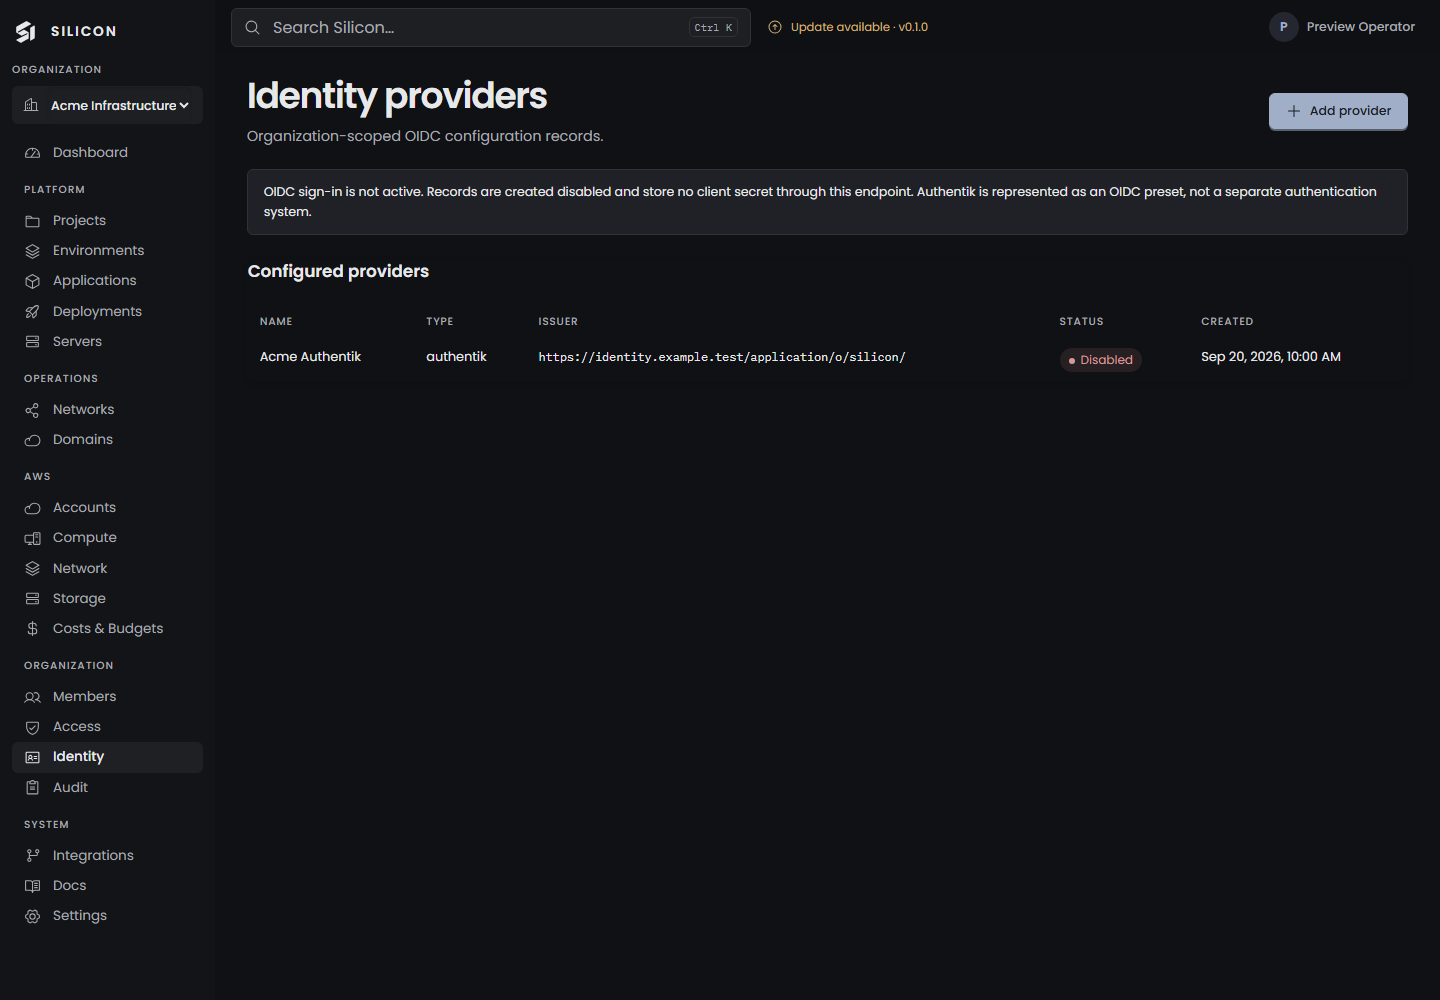 SILICON
ORGANIZATION
Acme Infrastructure
Dashboard
PLATFORM
Projects
Environments
Applications
Deployments
Servers
OPERATIONS
Networks
Domains
AWS
Accounts
Compute
Network
Storage
Costs & Budgets
ORGANIZATION
Members
Access
Identity
Audit
SYSTEM
Integrations
Docs
Settings
Search Silicon...
Ctrl K
Update available · v0.1.0
P
Preview Operator
Identity providers
Organization-scoped OIDC configuration records.
Add provider
OIDC sign-in is not active. Records are created disabled and store no client secret through this endpoint. Authentik is represented as an OIDC preset, not a separate authentication
system.
Configured providers
NAME TYPE ISSUER STATUS CREATED
Acme Authentik authentik https://identity.example.test/application/o/silicon/ Disabled Sep 20, 2026, 10:00 AM